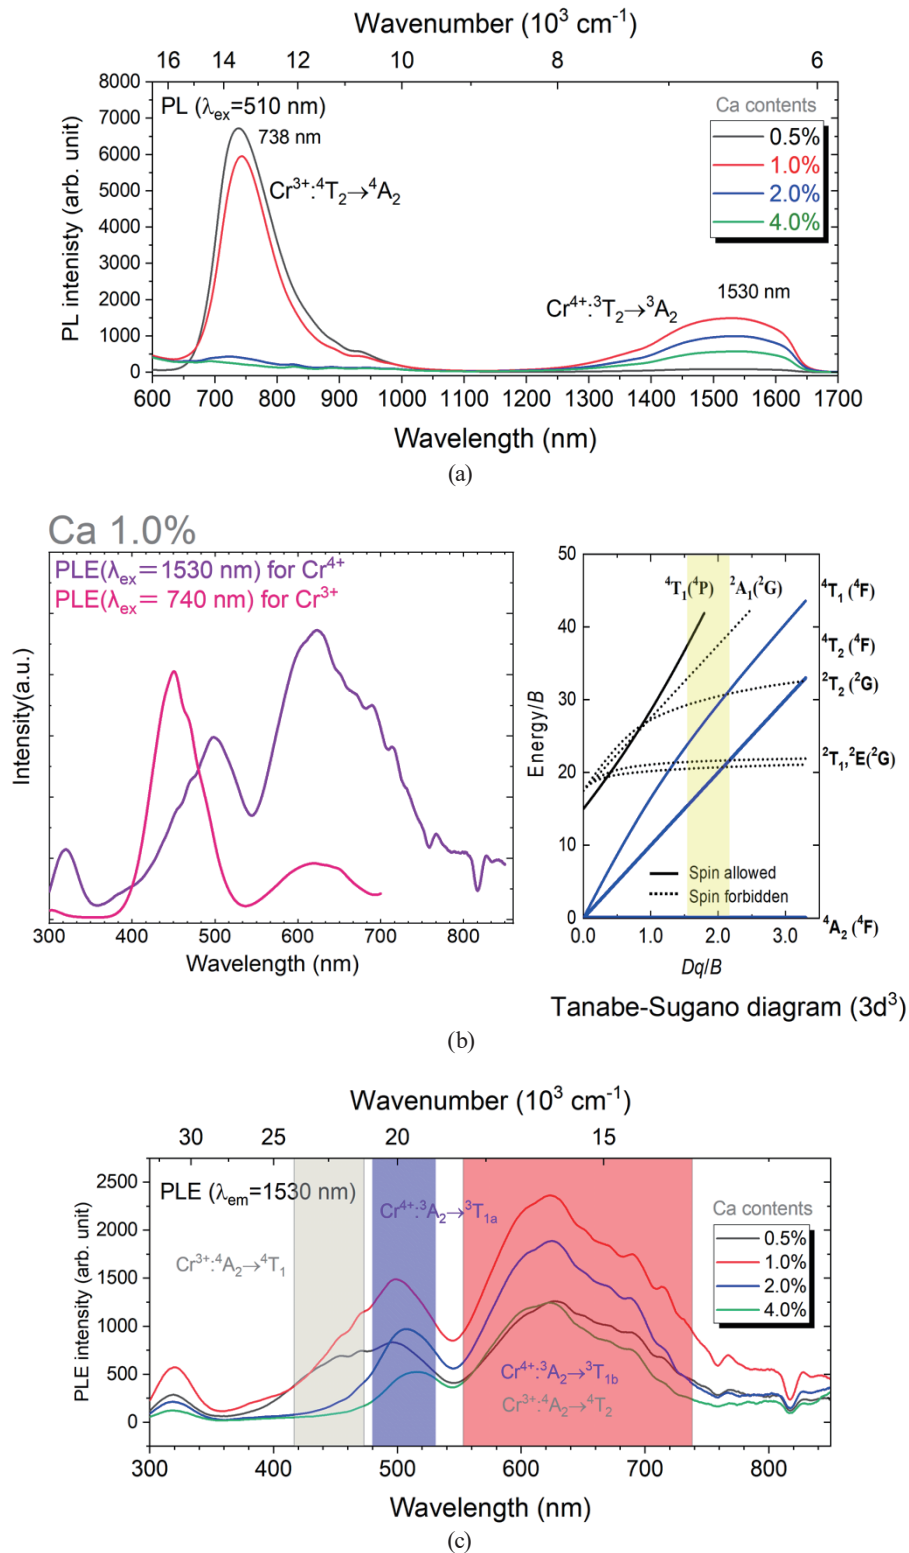 Wavenumber (10³ cm⁻¹)
16 14 12 10 8 6
PL (λex=510 nm)
738 nm
Cr³⁺:⁴T₂→⁴A₂
Ca contents
0.5%
1.0%
2.0%
4.0%
1530 nm
Cr⁴⁺:³T₂→³A₂
PL intenisty (arb. unit)
8000
7000
6000
5000
4000
3000
2000
1000
0
600 700 800 900 1000 1100 1200 1300 1400 1500 1600 1700
Wavelength (nm)
(a)
Ca 1.0%
PLE(λex=1530 nm) for Cr⁴⁺
PLE(λex= 740 nm) for Cr³⁺
Intensity(a.u.)
300 400 500 600 700 800
Wavelength (nm)
Energy/B
50
40
30
20
10
0
⁴T₁(⁴P) ²A₁(²G)
⁴T₁ (⁴F)
⁴T₂ (⁴F)
²T₂ (²G)
²T₁,²E(²G)
⁴A₂ (⁴F)
Spin allowed
Spin forbidden
0.0 1.0 2.0 3.0
Dq/B
Tanabe-Sugano diagram (3d³)
(b)
Wavenumber (10³ cm⁻¹)
30 25 20 15
PLE (λem=1530 nm)
Cr⁴⁺:³A₂→³T₁ₐ
Cr³⁺:⁴A₂→⁴T₁
Ca contents
0.5%
1.0%
2.0%
4.0%
Cr⁴⁺:³A₂→³T1b
Cr³⁺:⁴A₂→⁴T₂
PLE intensity (arb. unit)
2500
2000
1500
1000
500
0
300 400 500 600 700 800
Wavelength (nm)
(c)